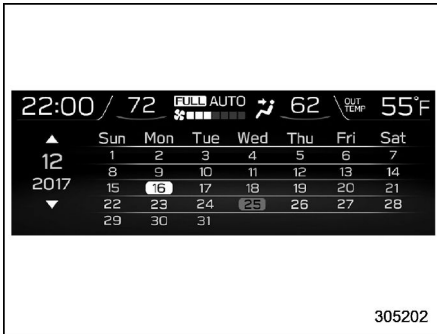 22:00 72 FULL AUTO 62 OUT TEMP 55°F
Sun Mon Tue Wed Thu Fri Sat
1 2 3 4 5 6 7
12
8 9 10 11 12 13 14
2017
15 16 17 18 19 20 21
22 23 24 25 26 27 28
29 30 31
305202